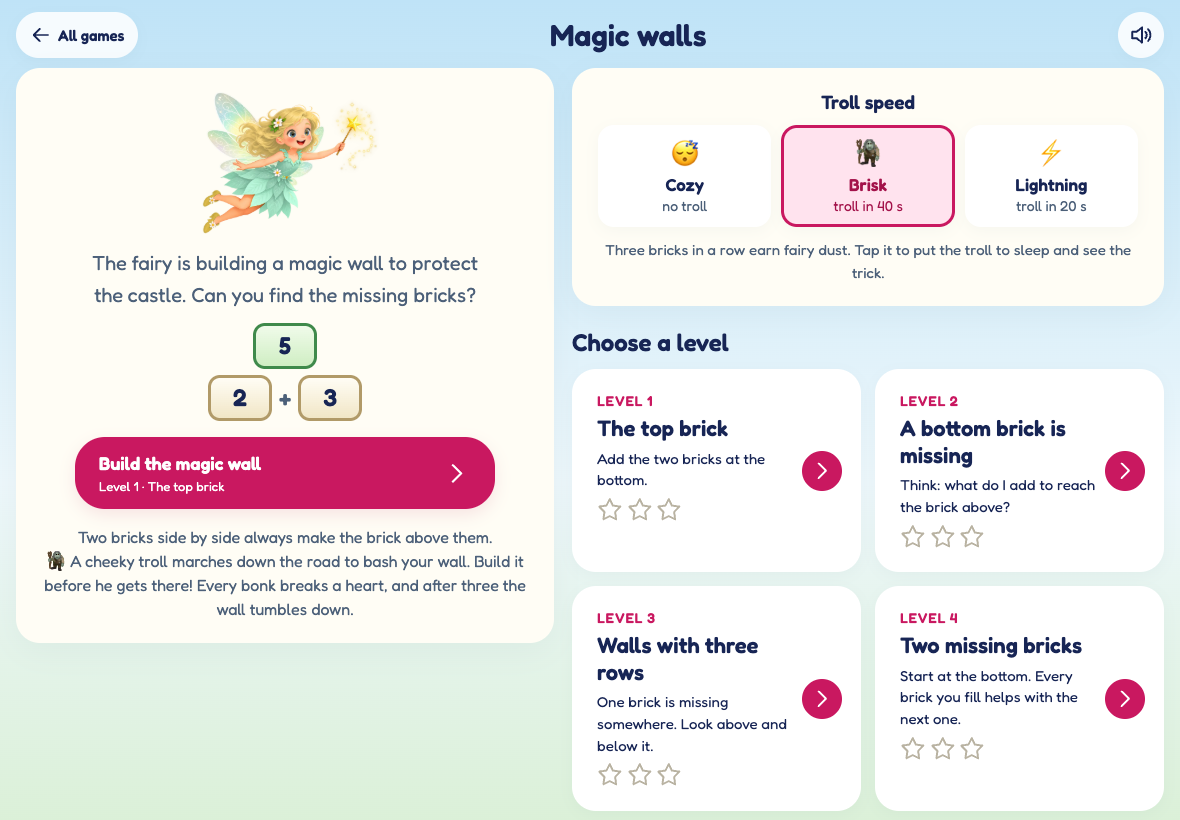 All games
Magic walls
The fairy is building a magic wall to protect
the castle. Can you find the missing bricks?
5
2 + 3
Build the magic wall
Level 1 · The top brick
Two bricks side by side always make the brick above them.
A cheeky troll marches down the road to bash your wall. Build it
before he gets there! Every bonk breaks a heart, and after three the
wall tumbles down.
Troll speed
Cozy
no troll
Brisk
troll in 40 s
Lightning
troll in 20 s
Three bricks in a row earn fairy dust. Tap it to put the troll to sleep and see the
trick.
Choose a level
LEVEL 1
The top brick
Add the two bricks at the
bottom.
LEVEL 2
A bottom brick is
missing
Think: what do I add to reach
the brick above?
LEVEL 3
Walls with three
rows
One brick is missing
somewhere. Look above and
below it.
LEVEL 4
Two missing bricks
Start at the bottom. Every
brick you fill helps with the
next one.